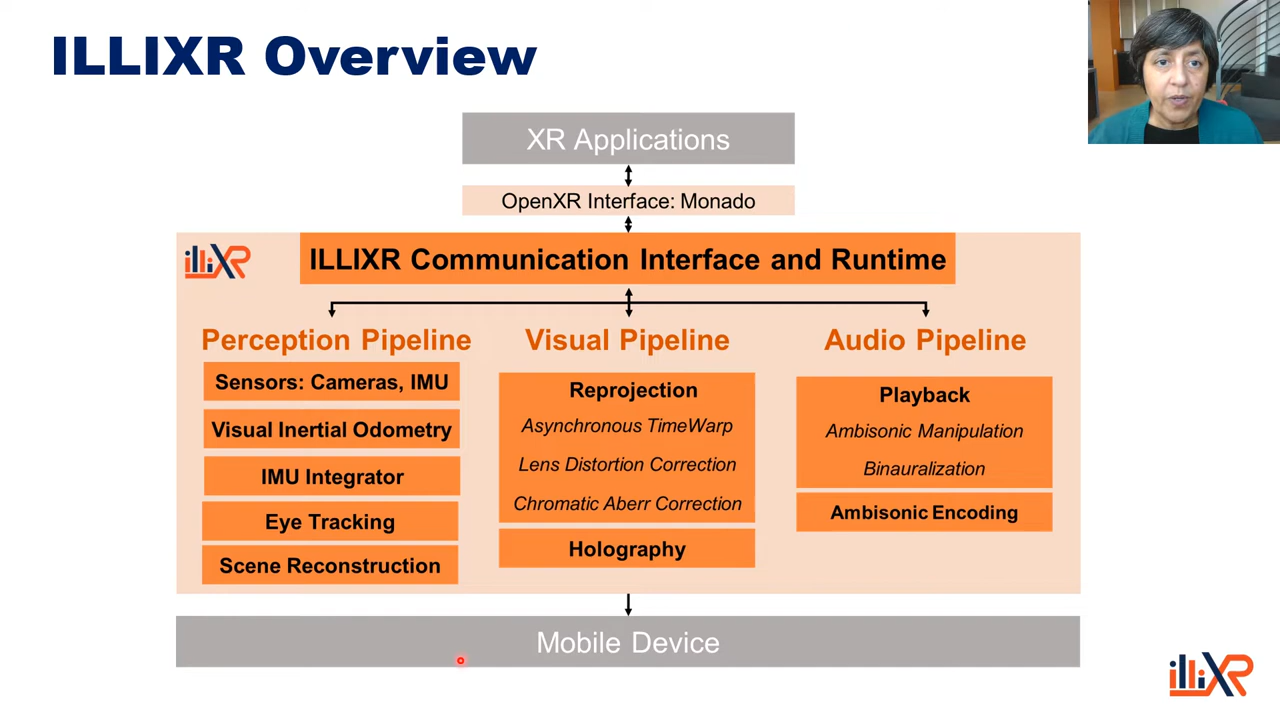 ILLIXR Overview
XR Applications
OpenXR Interface: Monado
illiXR
ILLIXR Communication Interface and Runtime
Perception Pipeline
Sensors: Cameras, IMU
Visual Inertial Odometry
IMU Integrator
Eye Tracking
Scene Reconstruction
Visual Pipeline
Reprojection
Asynchronous TimeWarp
Lens Distortion Correction
Chromatic Aberr Correction
Holography
Audio Pipeline
Playback
Ambisonic Manipulation
Binauralization
Ambisonic Encoding
Mobile Device
illiXR